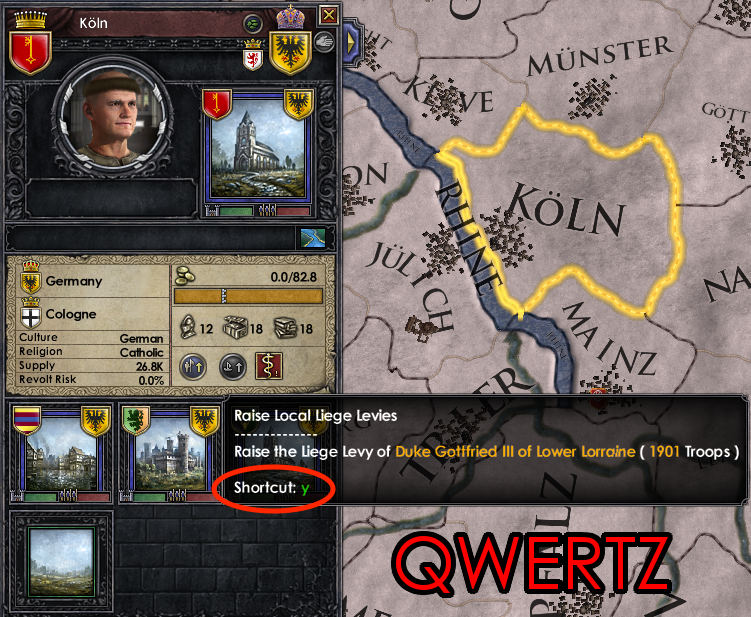 Köln
Germany
Cologne
Culture German
Religion Catholic
Supply 26.8K
Revolt Risk 0.0%
0.0/82.8
12 18 18
MÜNSTER
KLEVE
GÖTT
KÖLN
RHINE
JÜLICH
MAINZ
NA
ON
HT
TRIER
Raise Local Liege Levies
--------------
Raise the Liege Levy of Duke Gottfried III of Lower Lorraine ( 1901 Troops )
Shortcut: y
QWERTZ